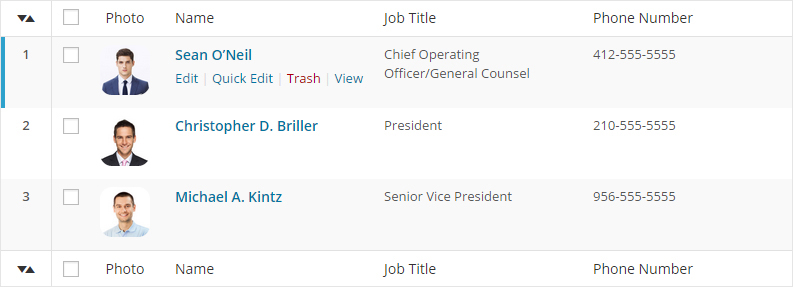 Photo Name Job Title Phone Number
1 Sean O’Neil Chief Operating 412-555-5555
Officer/General Counsel
Edit | Quick Edit | Trash | View
2 Christopher D. Briller President 210-555-5555
3 Michael A. Kintz Senior Vice President 956-555-5555
Photo Name Job Title Phone Number